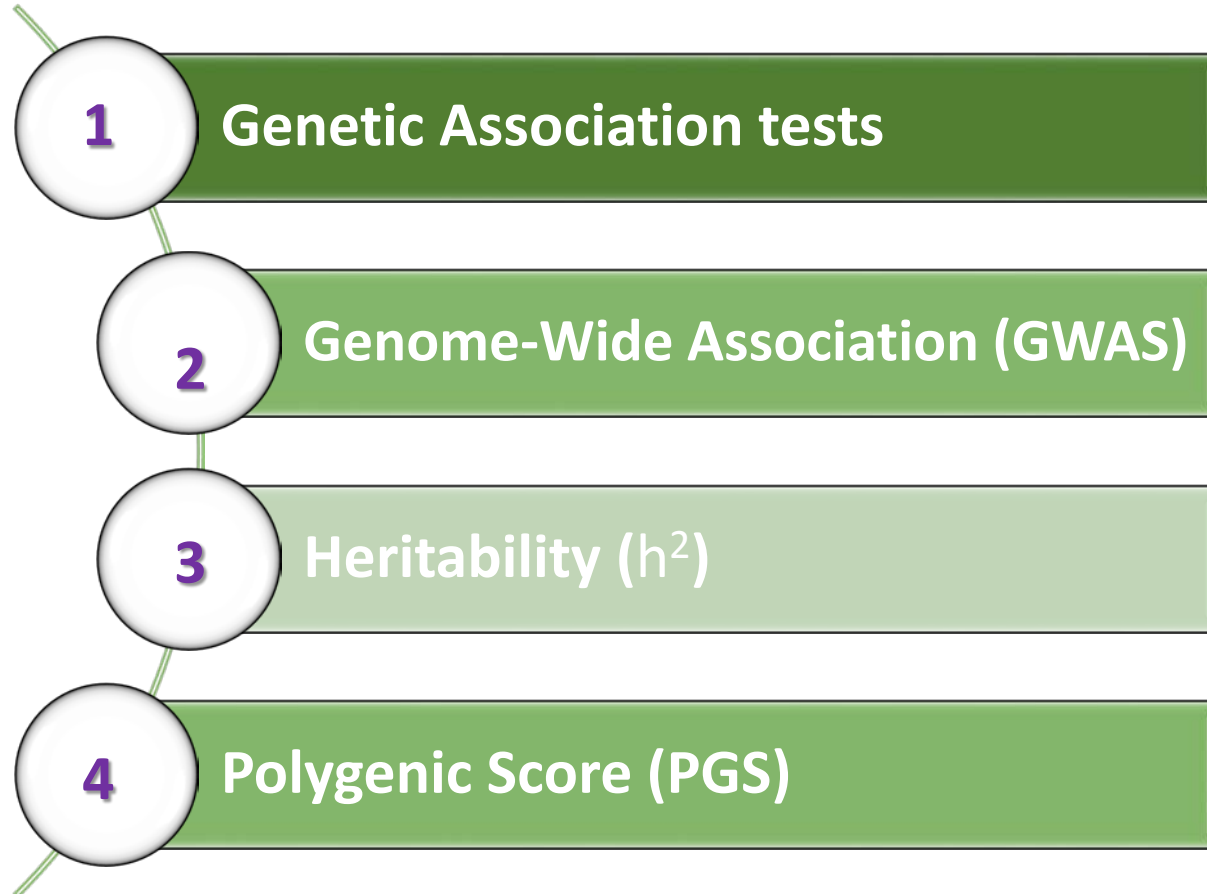 1 Genetic Association tests
2 Genome-Wide Association (GWAS)
3 Heritability (h²)
4 Polygenic Score (PGS)